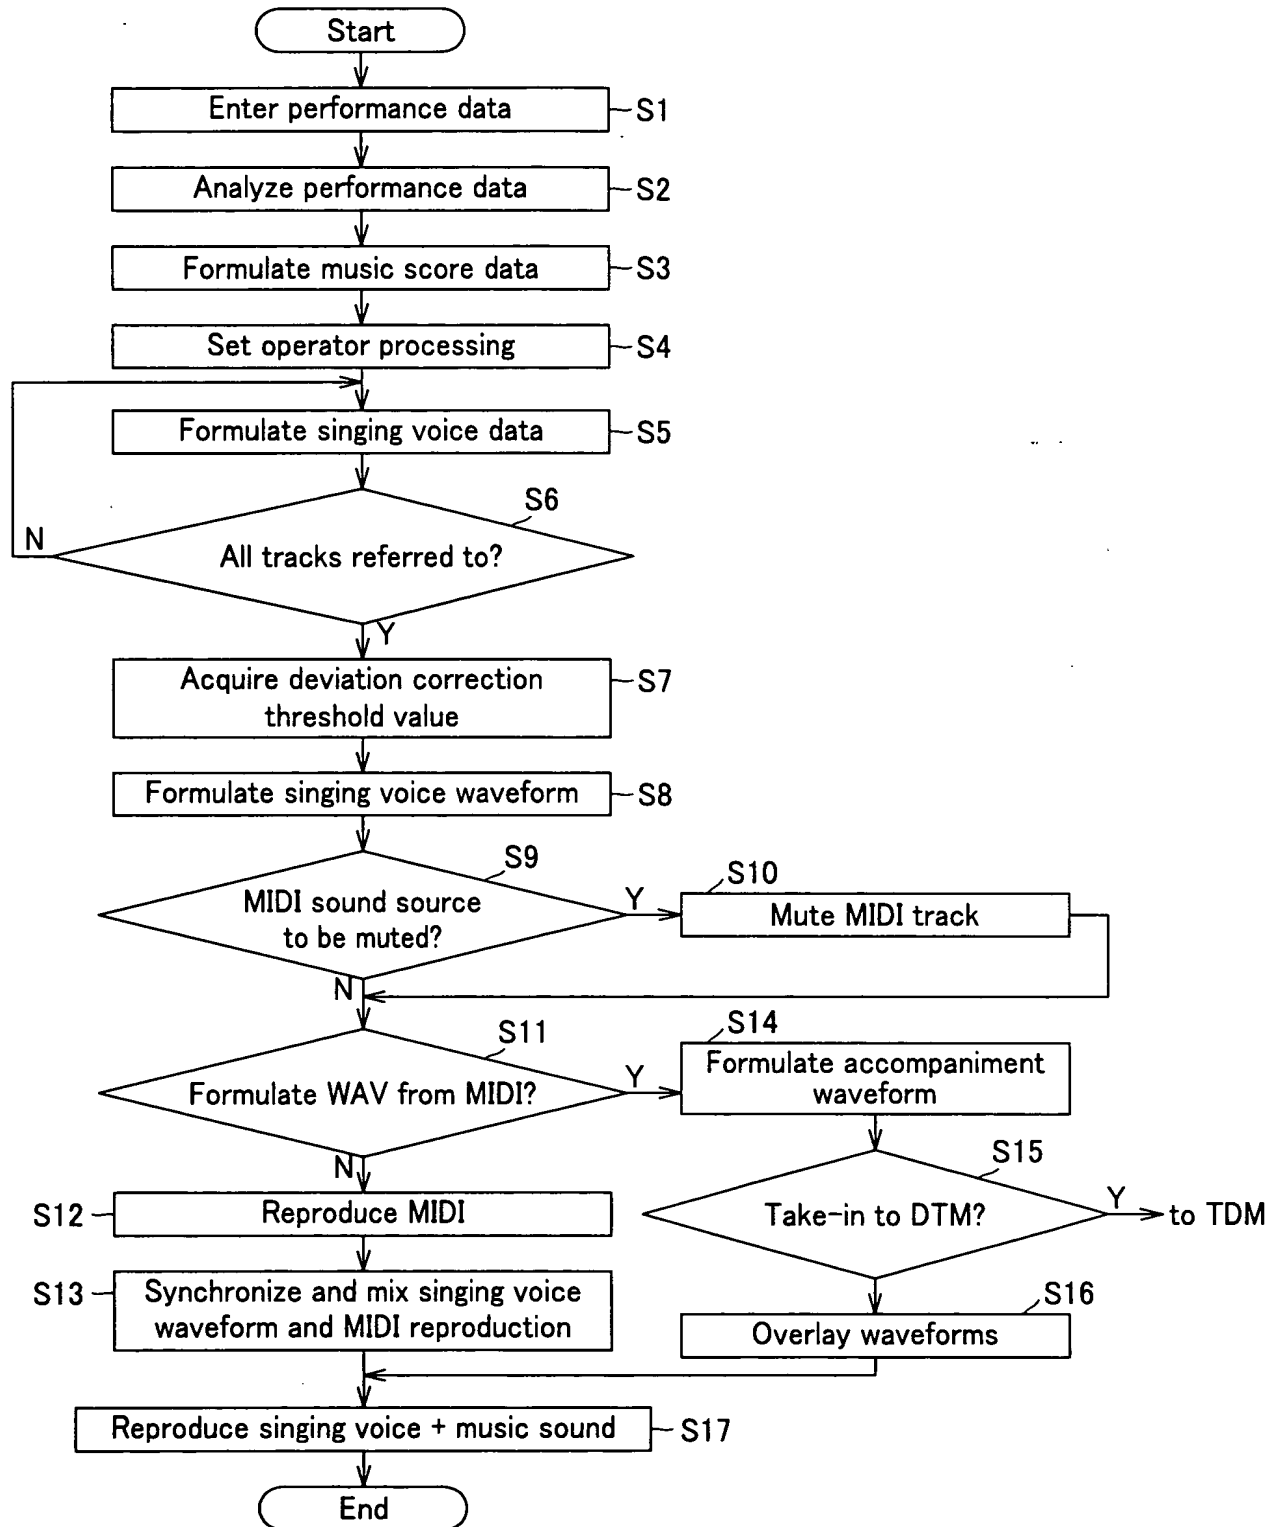 Start
Enter performance data
S1
Analyze performance data
S2
Formulate music score data
S3
Set operator processing
S4
Formulate singing voice data
S5
S6
N
All tracks referred to?
Y
Acquire deviation correction
threshold value
S7
Formulate singing voice waveform
S8
S9
MIDI sound source
to be muted?
Y
S10
Mute MIDI track
N
S11
Formulate WAV from MIDI?
Y
S14
Formulate accompaniment
waveform
N
S15
Take-in to DTM?
Y
to TDM
S12
Reproduce MIDI
S13
Synchronize and mix singing voice
waveform and MIDI reproduction
S16
Overlay waveforms
Reproduce singing voice + music sound
S17
End